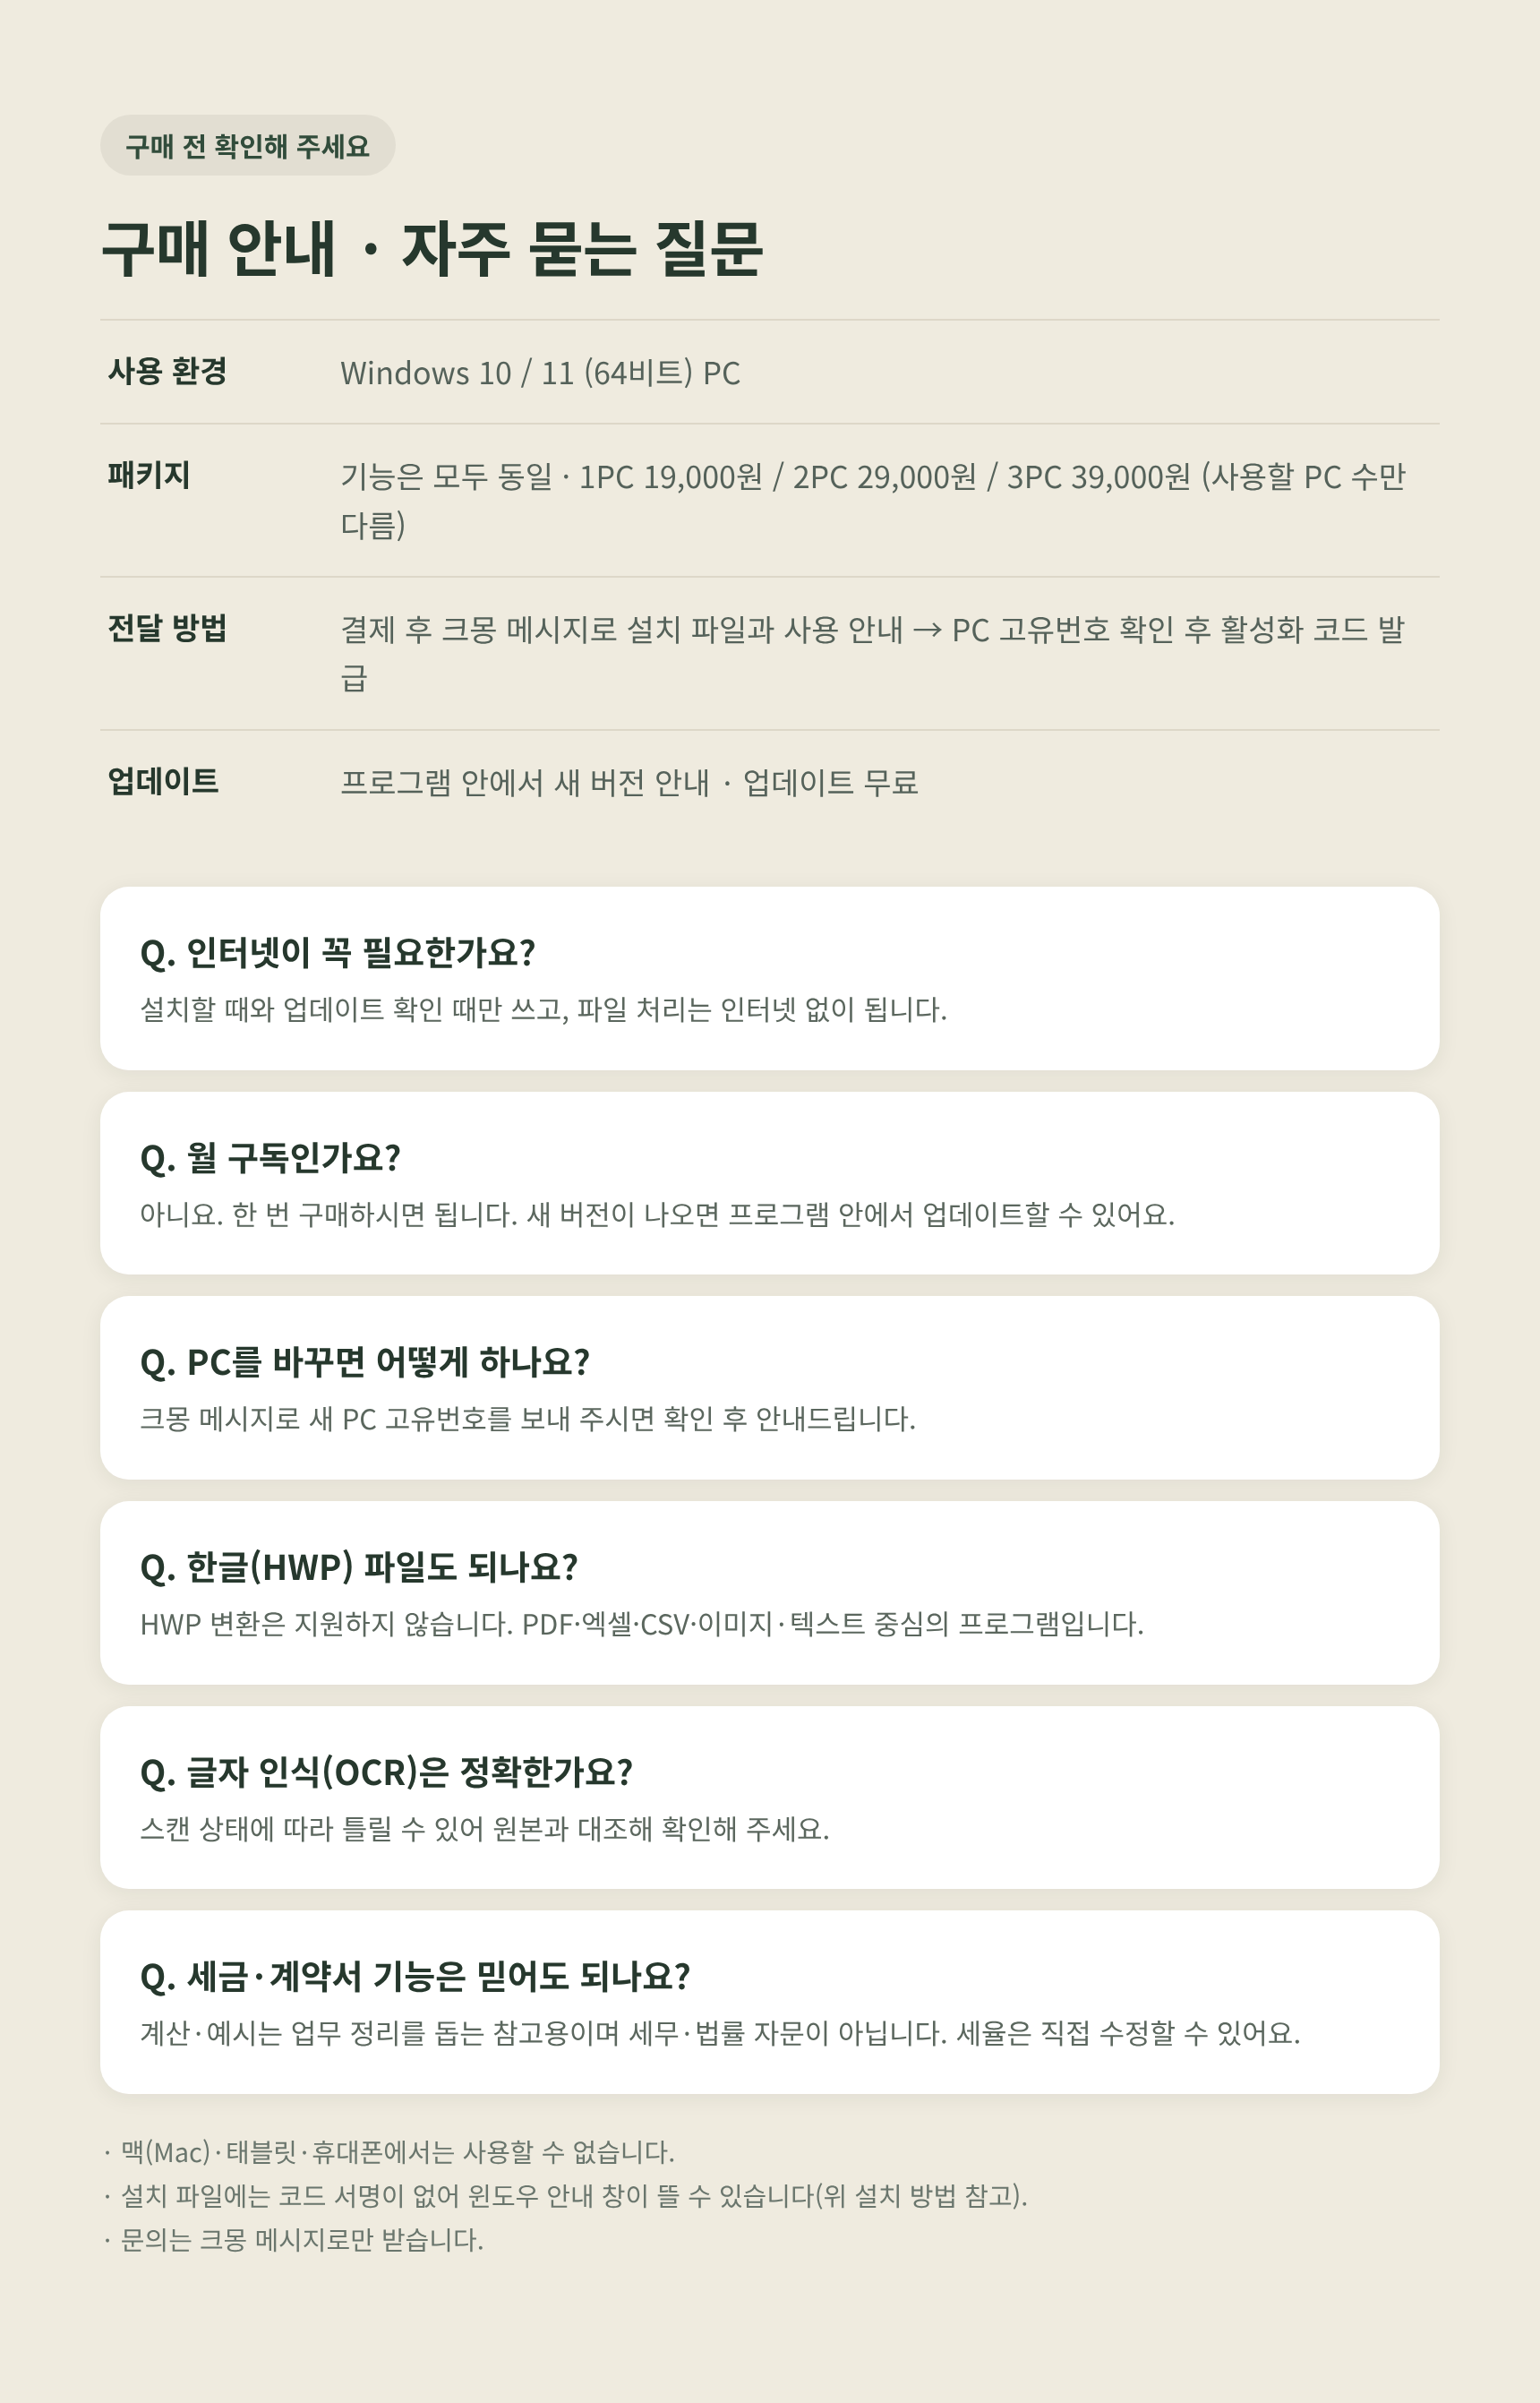 구매 전 확인해 주세요
구매 안내 · 자주 묻는 질문
사용 환경
Windows 10 / 11 (64비트) PC
패키지
기능은 모두 동일 · 1PC 19,000원 / 2PC 29,000원 / 3PC 39,000원 (사용할 PC 수만
다름)
전달 방법
결제 후 크몽 메시지로 설치 파일과 사용 안내 → PC 고유번호 확인 후 활성화 코드 발
급
업데이트
프로그램 안에서 새 버전 안내 · 업데이트 무료
Q. 인터넷이 꼭 필요한가요?
설치할 때와 업데이트 확인 때만 쓰고, 파일 처리는 인터넷 없이 됩니다.
Q. 월 구독인가요?
아니요. 한 번 구매하시면 됩니다. 새 버전이 나오면 프로그램 안에서 업데이트할 수 있어요.
Q. PC를 바꾸면 어떻게 하나요?
크몽 메시지로 새 PC 고유번호를 보내 주시면 확인 후 안내드립니다.
Q. 한글(HWP) 파일도 되나요?
HWP 변환은 지원하지 않습니다. PDF·엑셀·CSV·이미지·텍스트 중심의 프로그램입니다.
Q. 글자 인식(OCR)은 정확한가요?
스캔 상태에 따라 틀릴 수 있어 원본과 대조해 확인해 주세요.
Q. 세금·계약서 기능은 믿어도 되나요?
계산·예시는 업무 정리를 돕는 참고용이며 세무·법률 자문이 아닙니다. 세율은 직접 수정할 수 있어요.
· 맥(Mac)·태블릿·휴대폰에서는 사용할 수 없습니다.
· 설치 파일에는 코드 서명이 없어 윈도우 안내 창이 뜰 수 있습니다(위 설치 방법 참고).
· 문의는 크몽 메시지로만 받습니다.